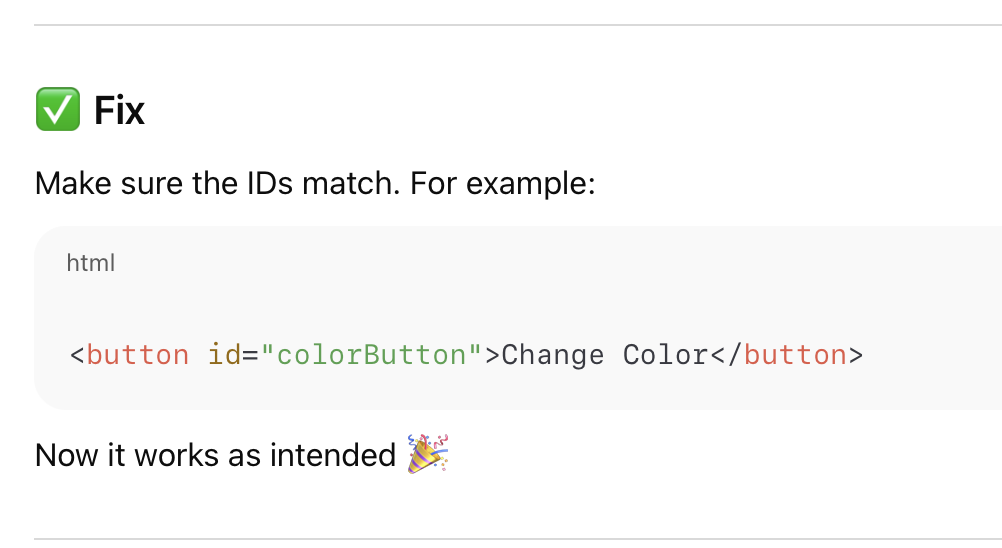 ✅ Fix
Make sure the IDs match. For example:
html
<button id="colorButton">Change Color</button>
Now it works as intended 🎉